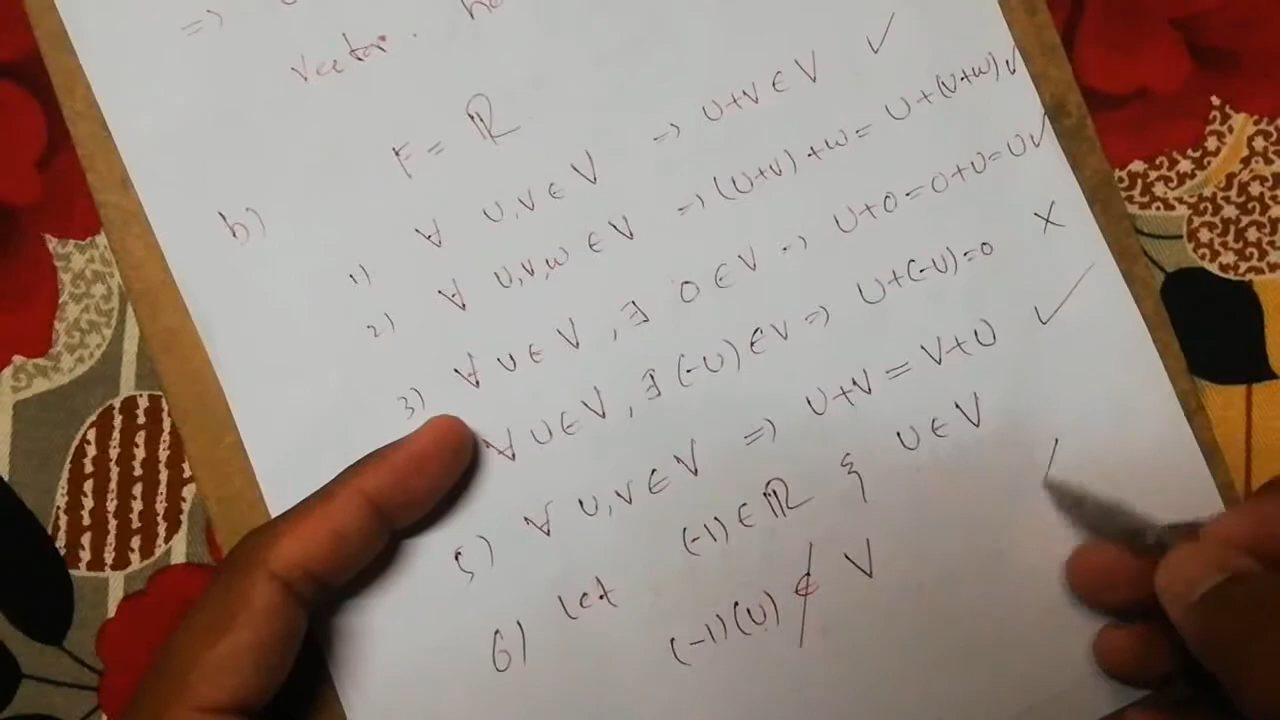 =>
Vector.
F = ℝ
b)
1) ∀ U,V ∈ V => U+V ∈ V ✓
2) ∀ U,V,W ∈ V => (U+V)+W = U+(V+W) ✓
3) ∀ U ∈ V, ∃ 0 ∈ V => U+0 = 0+U = U ✓
∀ U ∈ V, ∃ (-U) ∈ V => U+(-U) = 0 ✗
5) ∀ U,V ∈ V => U+V = V+U ✓
6) Let (-1) ∈ ℝ & U ∈ V
(-1)(U) ∉ V